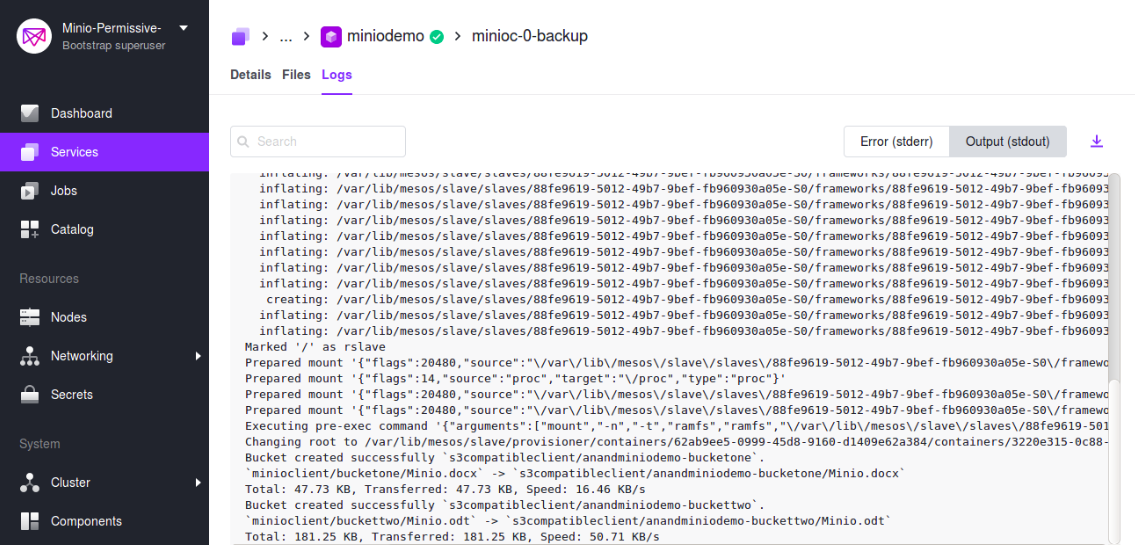 Minio-Permissive-
Bootstrap superuser
Dashboard
Services
Jobs
Catalog
Resources
Nodes
Networking
Secrets
System
Cluster
Components
... miniodemo minioc-0-backup
Details Files Logs
Search
Error (stderr) Output (stdout)
inflating: /var/lib/mesos/slave/slaves/88fe9619-5012-49b7-9bef-fb960930a05e-S0/frameworks/88fe9619-5012-49b7-9bef-fb96093
inflating: /var/lib/mesos/slave/slaves/88fe9619-5012-49b7-9bef-fb960930a05e-S0/frameworks/88fe9619-5012-49b7-9bef-fb96093
inflating: /var/lib/mesos/slave/slaves/88fe9619-5012-49b7-9bef-fb960930a05e-S0/frameworks/88fe9619-5012-49b7-9bef-fb96093
inflating: /var/lib/mesos/slave/slaves/88fe9619-5012-49b7-9bef-fb960930a05e-S0/frameworks/88fe9619-5012-49b7-9bef-fb96093
inflating: /var/lib/mesos/slave/slaves/88fe9619-5012-49b7-9bef-fb960930a05e-S0/frameworks/88fe9619-5012-49b7-9bef-fb96093
inflating: /var/lib/mesos/slave/slaves/88fe9619-5012-49b7-9bef-fb960930a05e-S0/frameworks/88fe9619-5012-49b7-9bef-fb96093
inflating: /var/lib/mesos/slave/slaves/88fe9619-5012-49b7-9bef-fb960930a05e-S0/frameworks/88fe9619-5012-49b7-9bef-fb96093
inflating: /var/lib/mesos/slave/slaves/88fe9619-5012-49b7-9bef-fb960930a05e-S0/frameworks/88fe9619-5012-49b7-9bef-fb96093
creating: /var/lib/mesos/slave/slaves/88fe9619-5012-49b7-9bef-fb960930a05e-S0/frameworks/88fe9619-5012-49b7-9bef-fb96093
inflating: /var/lib/mesos/slave/slaves/88fe9619-5012-49b7-9bef-fb960930a05e-S0/frameworks/88fe9619-5012-49b7-9bef-fb96093
inflating: /var/lib/mesos/slave/slaves/88fe9619-5012-49b7-9bef-fb960930a05e-S0/frameworks/88fe9619-5012-49b7-9bef-fb96093
Marked '/' as rslave
Prepared mount '{"flags":20480,"source":"\/var\/lib\/mesos\/slave\/slaves\/88fe9619-5012-49b7-9bef-fb960930a05e-S0\/framewo
Prepared mount '{"flags":14,"source":"proc","target":"\/proc","type":"proc"}'
Prepared mount '{"flags":20480,"source":"\/var\/lib\/mesos\/slave\/slaves\/88fe9619-5012-49b7-9bef-fb960930a05e-S0\/framewo
Prepared mount '{"flags":20480,"source":"\/var\/lib\/mesos\/slave\/slaves\/88fe9619-5012-49b7-9bef-fb960930a05e-S0\/framewo
Executing pre-exec command '{"arguments":["mount","-n","-t","ramfs","ramfs","\/var\/lib\/mesos\/slave\/slaves\/88fe9619-501
Changing root to /var/lib/mesos/slave/provisioner/containers/62ab9ee5-0999-45d8-9160-d1409e62a384/containers/3220e315-0c88-
Bucket created successfully `s3compatibleclient/anandminiodemo-bucketone`.
`minioclient/bucketone/Minio.docx` -> `s3compatibleclient/anandminiodemo-bucketone/Minio.docx`
Total: 47.73 KB, Transferred: 47.73 KB, Speed: 16.46 KB/s
Bucket created successfully `s3compatibleclient/anandminiodemo-buckettwo`.
`minioclient/buckettwo/Minio.odt` -> `s3compatibleclient/anandminiodemo-buckettwo/Minio.odt`
Total: 181.25 KB, Transferred: 181.25 KB, Speed: 50.71 KB/s